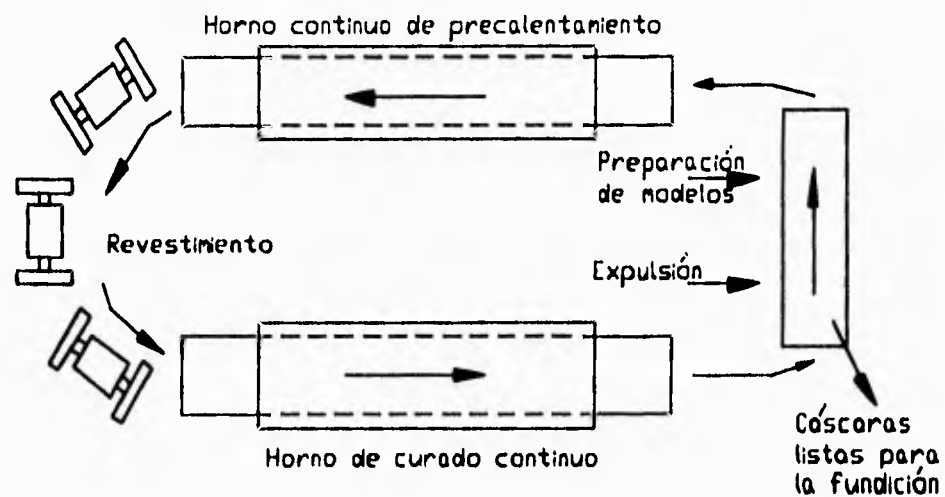 Horno continuo de precalentamiento
Preparación
de modelos
Revestimiento
Expulsión
Horno de curado continuo
Cáscaras
listas para
la fundición